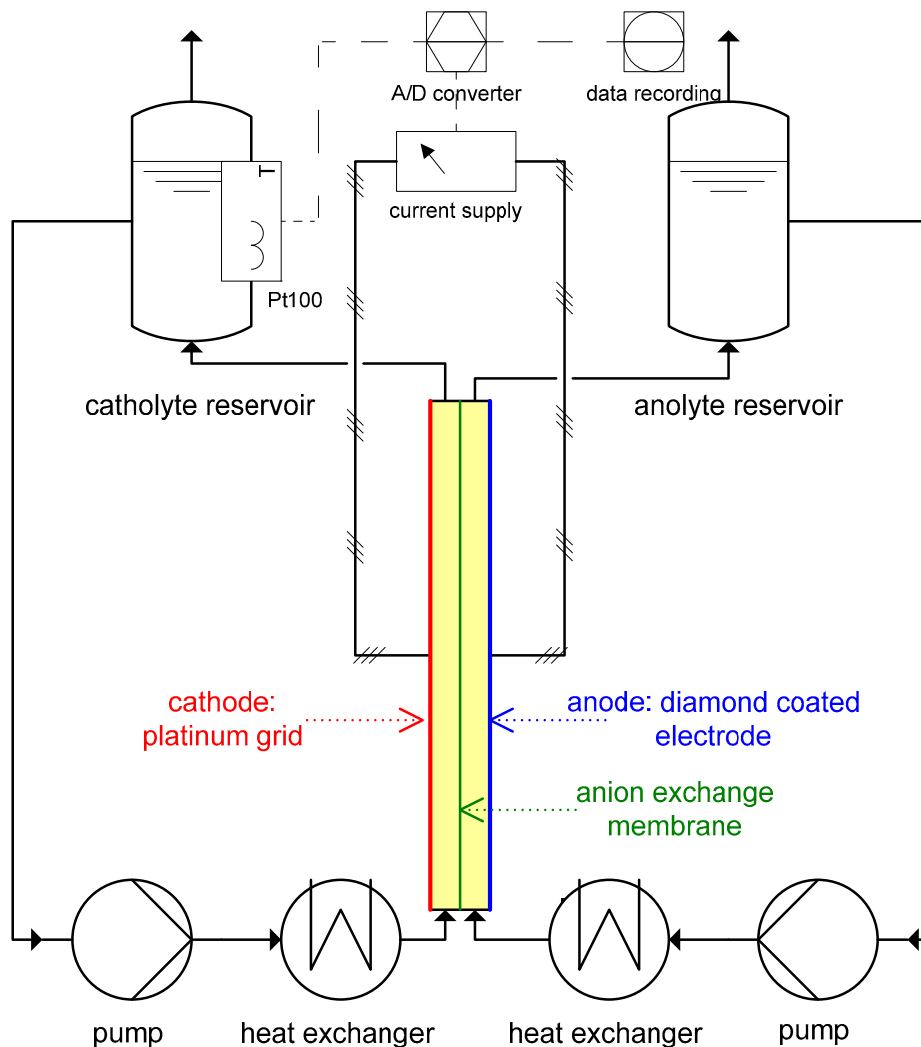 A/D converter
data recording
T
current supply
Pt100
catholyte reservoir
anolyte reservoir
cathode:
platinum grid
anode: diamond coated
electrode
anion exchange
membrane
pump
heat exchanger
heat exchanger
pump